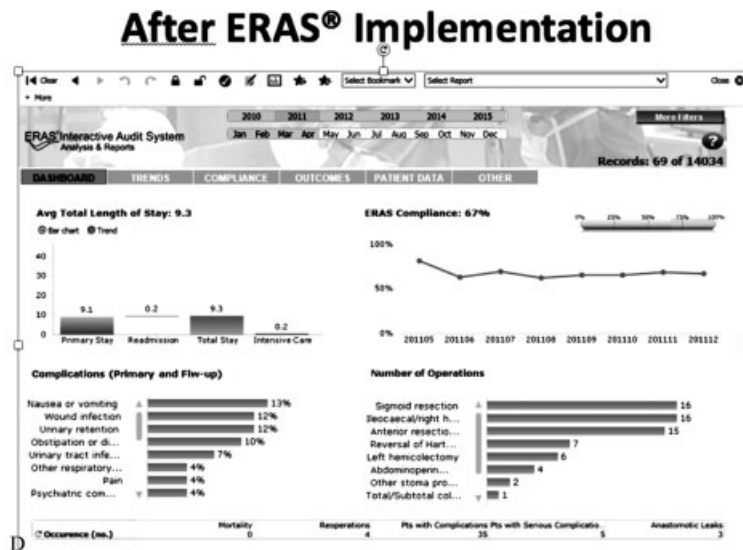 After ERAS® Implementation
Clear Select Bookmark Select Report Close
+ More
2010 2011 2012 2013 2014 2015
More Filters
Jan Feb Mar Apr May Jun Jul Aug Sep Oct Nov Dec
ERAS Interactive Audit System
Analysis & Reports
?
Records: 69 of 14034
DASHBOARD TRENDS COMPLIANCE OUTCOMES PATIENT DATA OTHER
Avg Total Length of Stay: 9.3
Bar chart Trend
40
30
20
10
0
9.1
0.2
9.3
0.2
Primary Stay Readmission Total Stay Intensive Care
ERAS Compliance: 67%
0% 25% 50% 75% 100%
100%
50%
0%
201105 201106 201107 201108 201109 201110 201111 201112
Complications (Primary and Flw-up)
Nausea or vomiting 13%
Wound infection 12%
Urinary retention 12%
Obstipation or di... 10%
Urinary tract infe... 7%
Other respiratory... 4%
Pain 4%
Psychiatric com... 4%
Number of Operations
Sigmoid resection 16
Ileocaecal/right h... 16
Anterior resectio... 15
Reversal of Hart... 7
Left hemicolectomy 6
Abdominoperin... 4
Other stoma pro... 2
Total/Subtotal col... 1
Mortality Reoperations Pts with Complications Pts with Serious Complicatio... Anastomotic Leaks
Occurence (no.) 0 4 35 5 3
D